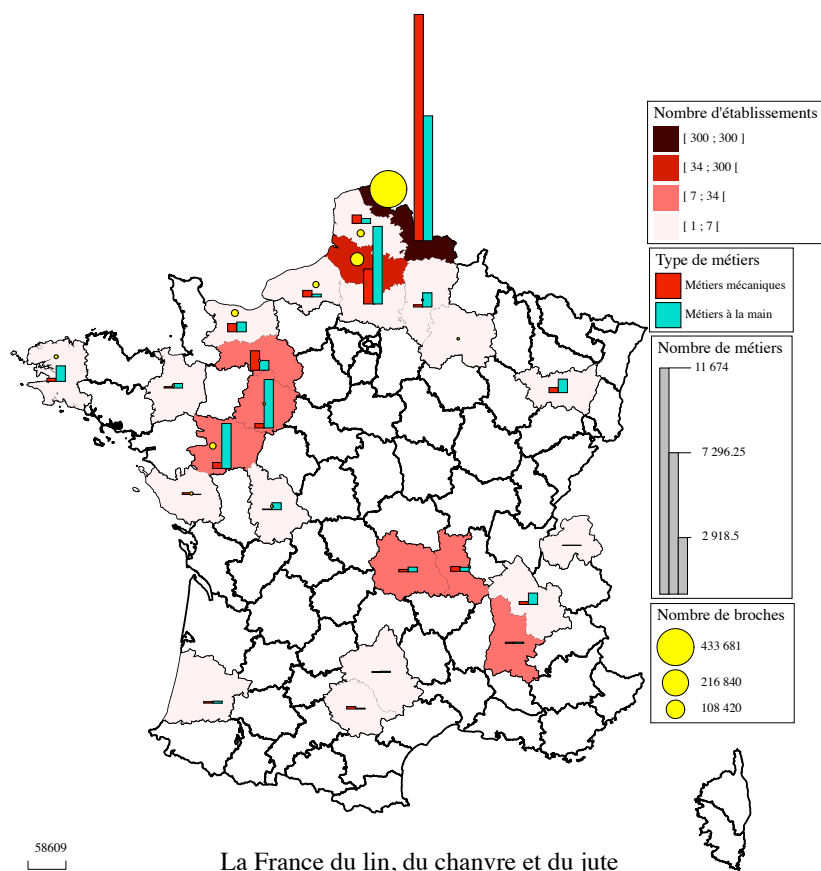 Nombre d'établissements
[ 300 ; 300 ]
[ 34 ; 300 [
[ 7 ; 34 [
[ 1 ; 7 [
Type de métiers
Métiers mécaniques
Métiers à la main
Nombre de métiers
11 674
7 296.25
2 918.5
Nombre de broches
433 681
216 840
108 420
58609
La France du lin, du chanvre et du jute